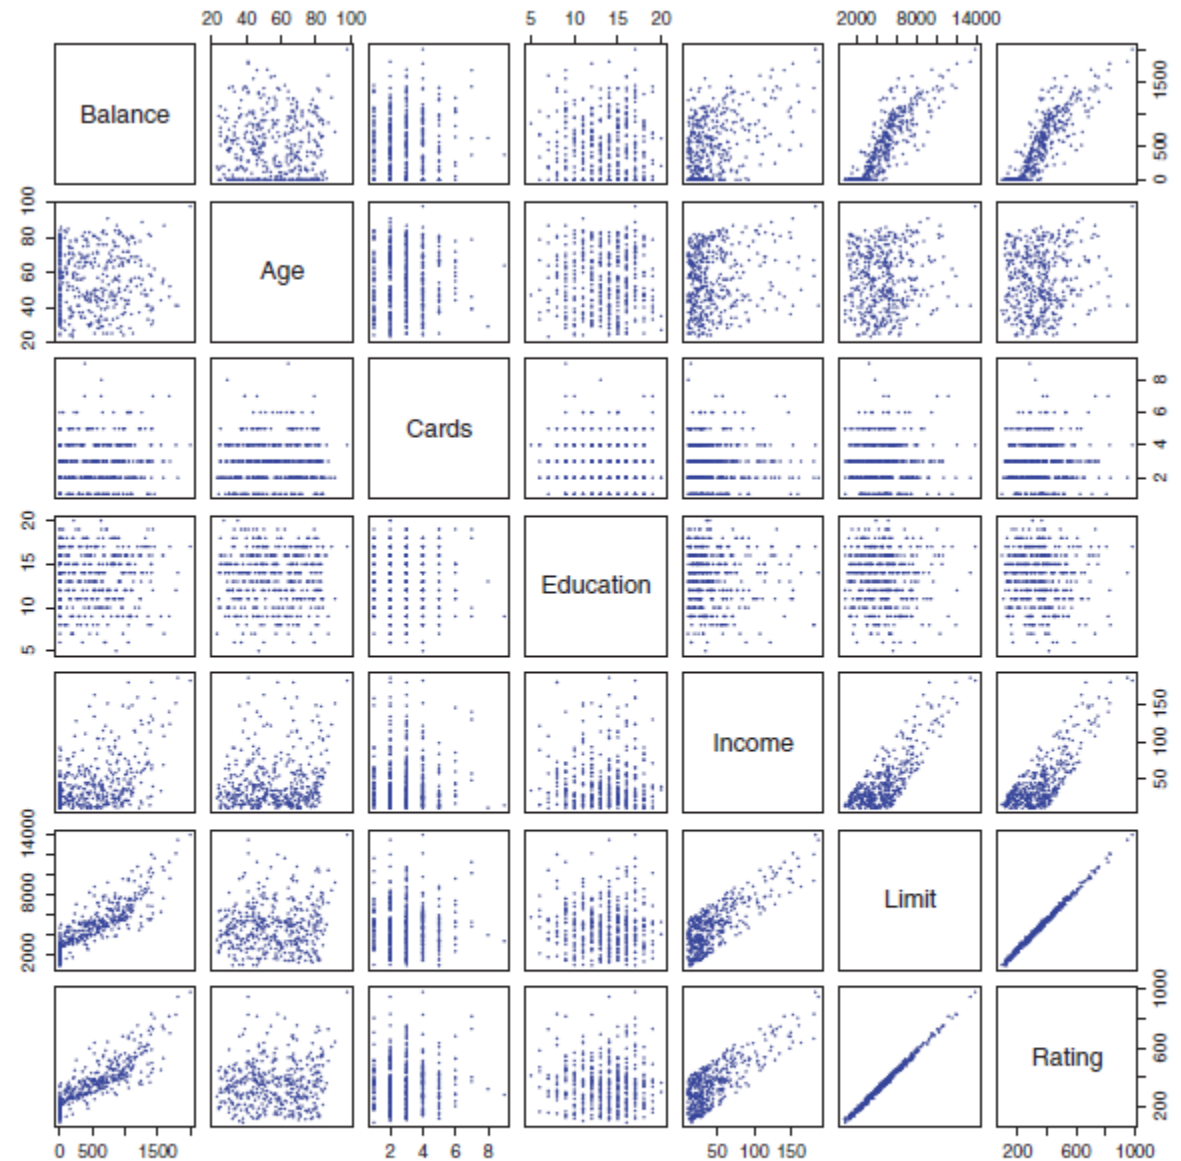 20 40 60 80 100 5 10 15 20 2000 8000 14000
Balance
0 500 1500
20 40 60 80 100
Age
Cards
2 4 6 8
5 10 15 20
Education
Income
50 100 150
2000 8000 14000
Limit
Rating
200 600 1000
0 500 1500 2 4 6 8 50 100 150 200 600 1000